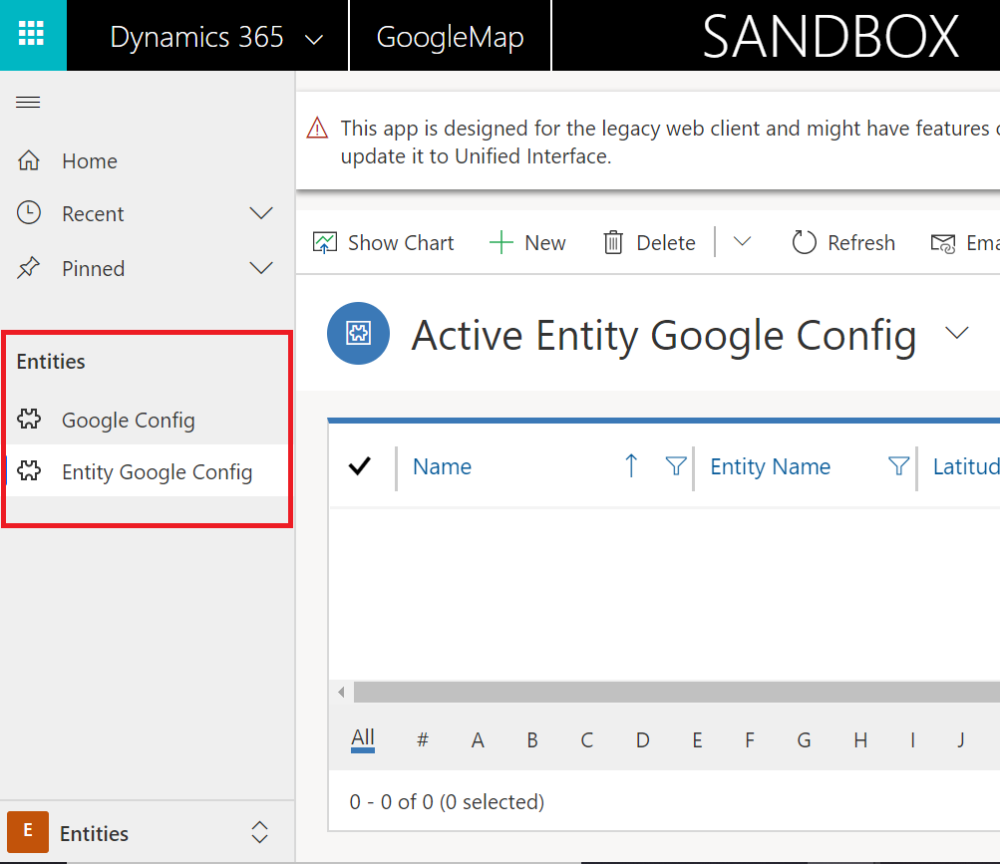 Dynamics 365 GoogleMap SANDBOX
This app is designed for the legacy web client and might have features
update it to Unified Interface.
Home
Recent
Pinned
Entities
Google Config
Entity Google Config
Show Chart New Delete Refresh Ema
Active Entity Google Config
Name Entity Name Latitud
All # A B C D E F G H I J
0 - 0 of 0 (0 selected)
E Entities